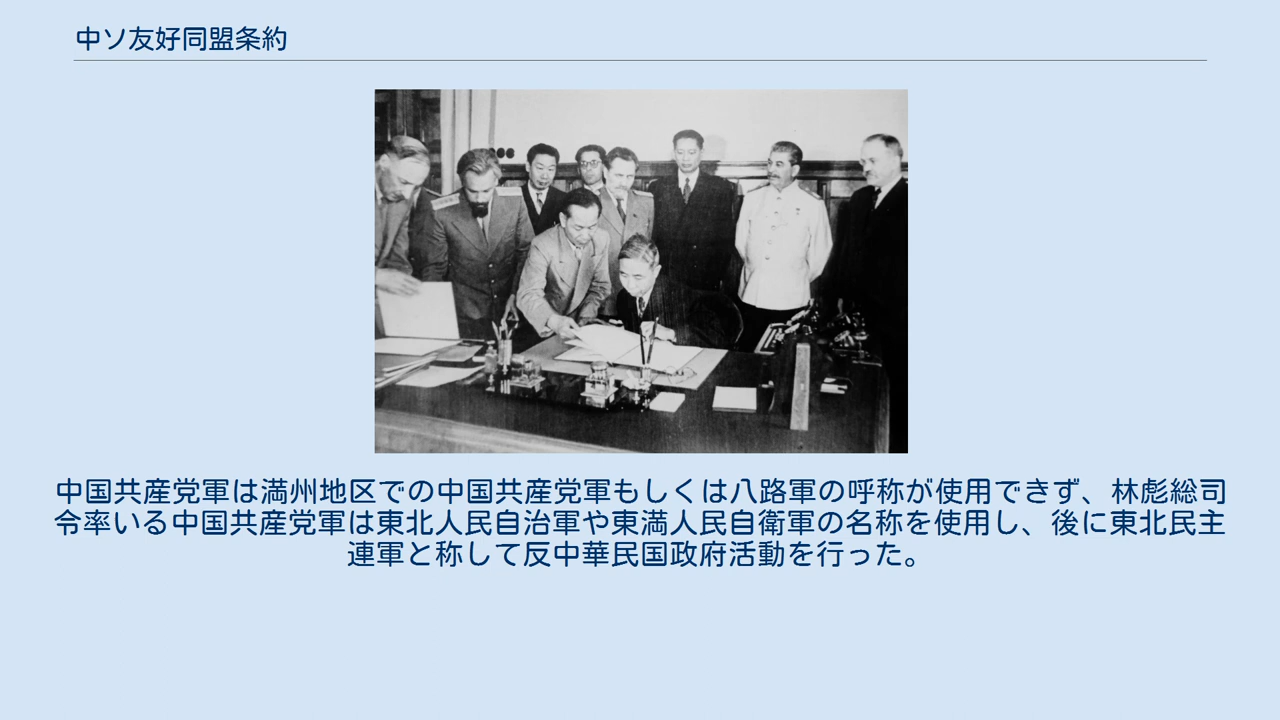 中ソ友好同盟条約
中国共産党軍は満州地区での中国共産党軍もしくは八路軍の呼称が使用できず、林彪総司
令率いる中国共産党軍は東北人民自治軍や東満人民自衛軍の名称を使用し、後に東北民主
連軍と称して反中華民国政府活動を行った。